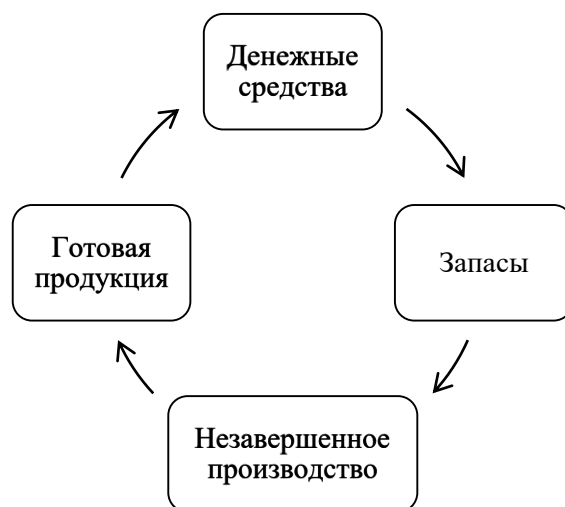 Денежные
средства
Запасы
Незавершенное
производство
Готовая
продукция